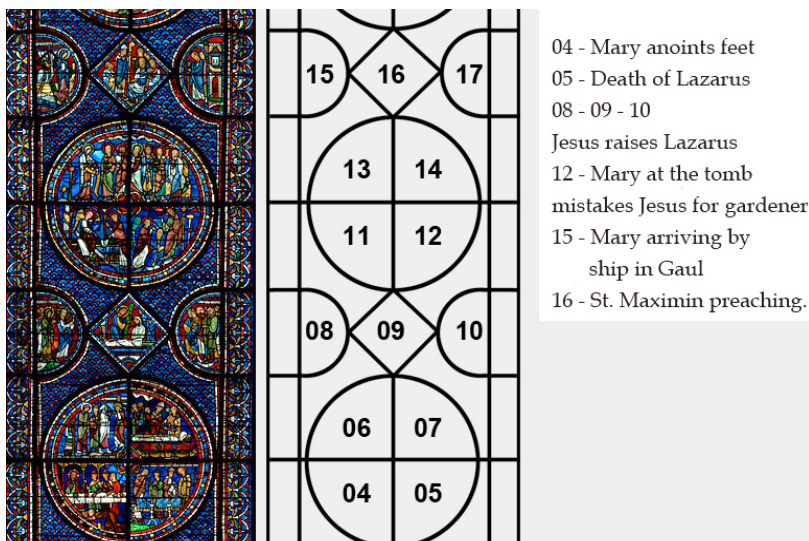 15
16
17
13
14
11
12
08
09
10
06
07
04
05
04 - Mary anoints feet
05 - Death of Lazarus
08 - 09 - 10
Jesus raises Lazarus
12 - Mary at the tomb
mistakes Jesus for gardener
15 - Mary arriving by
ship in Gaul
16 - St. Maximin preaching.